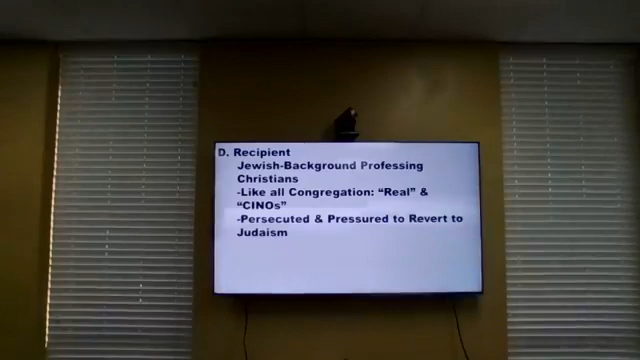 D. Recipient
Jewish-Background Professing
Christians
-Like all Congregation: “Real” &
“CINOs”
-Persecuted & Pressured to Revert to
Judaism